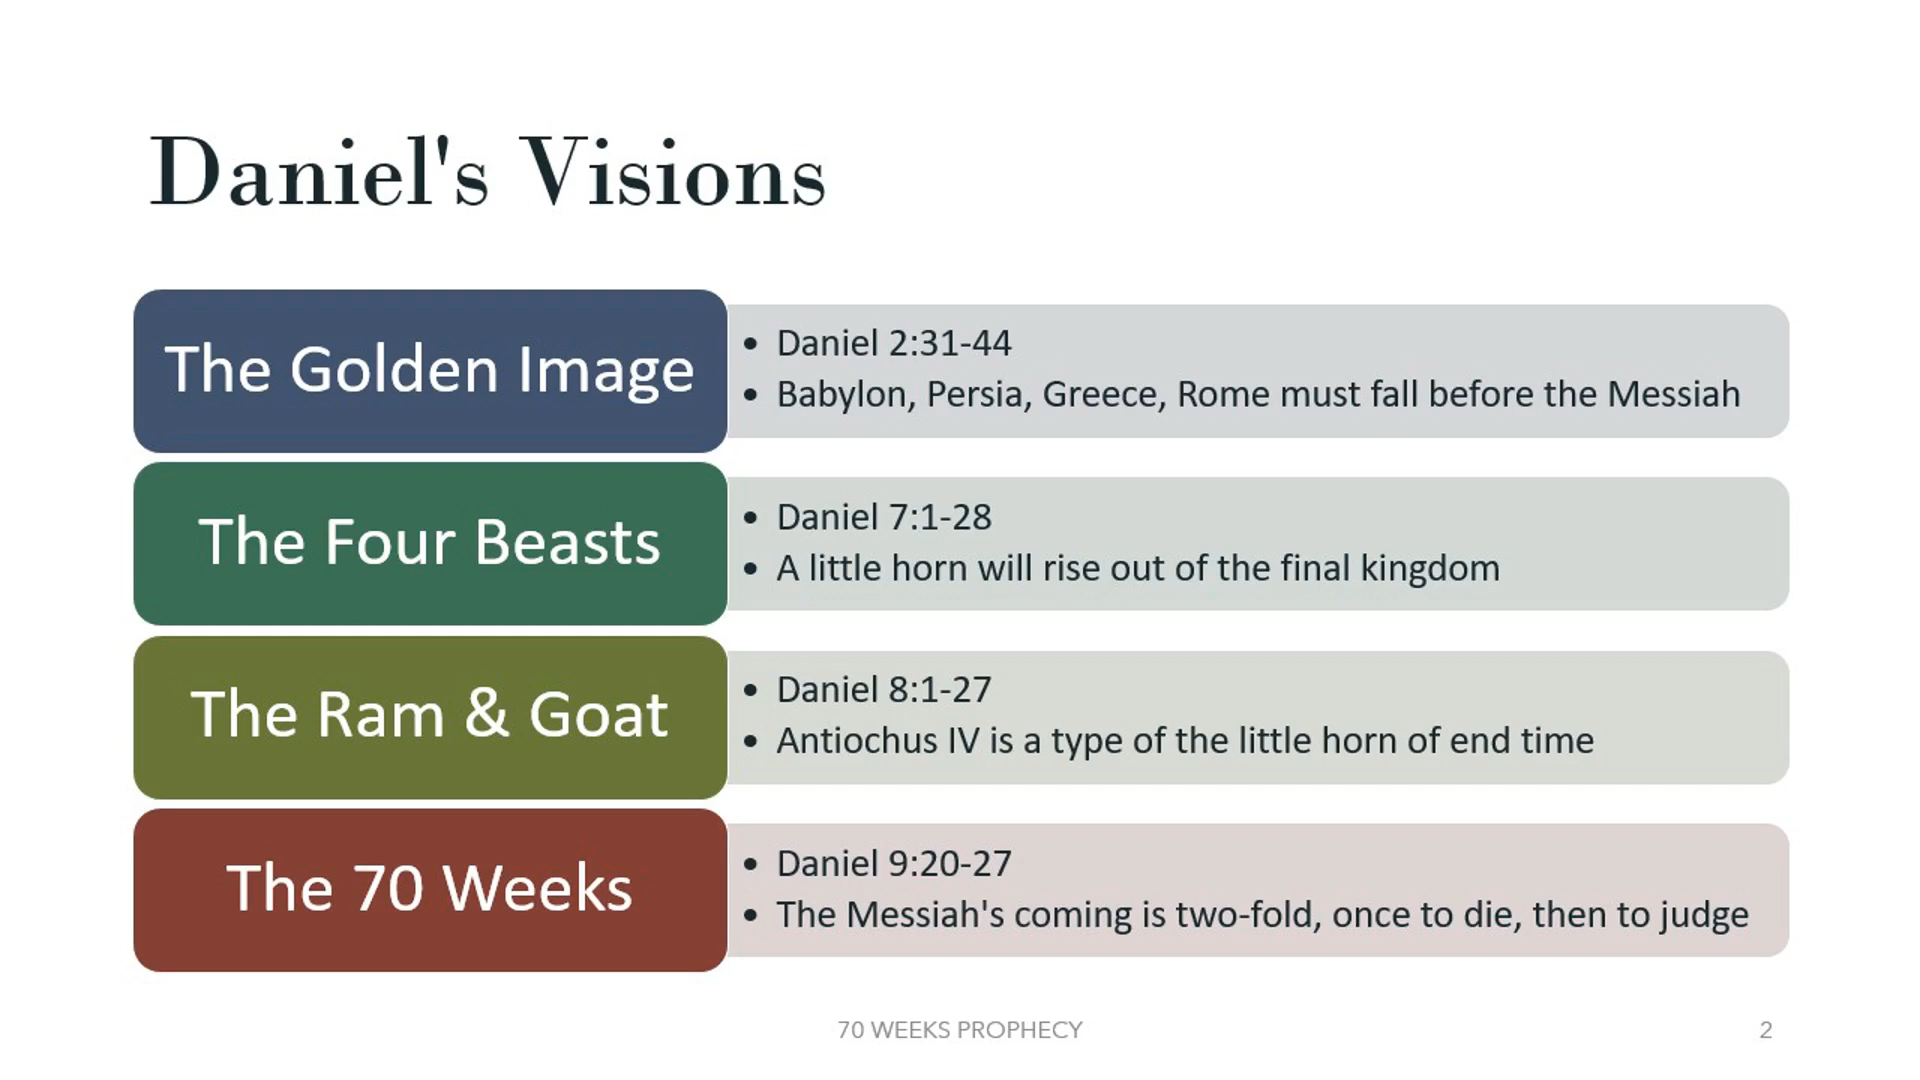 Daniel's Visions
The Golden Image
• Daniel 2:31-44
• Babylon, Persia, Greece, Rome must fall before the Messiah
The Four Beasts
• Daniel 7:1-28
• A little horn will rise out of the final kingdom
The Ram & Goat
• Daniel 8:1-27
• Antiochus IV is a type of the little horn of end time
The 70 Weeks
• Daniel 9:20-27
• The Messiah's coming is two-fold, once to die, then to judge
70 WEEKS PROPHECY
2